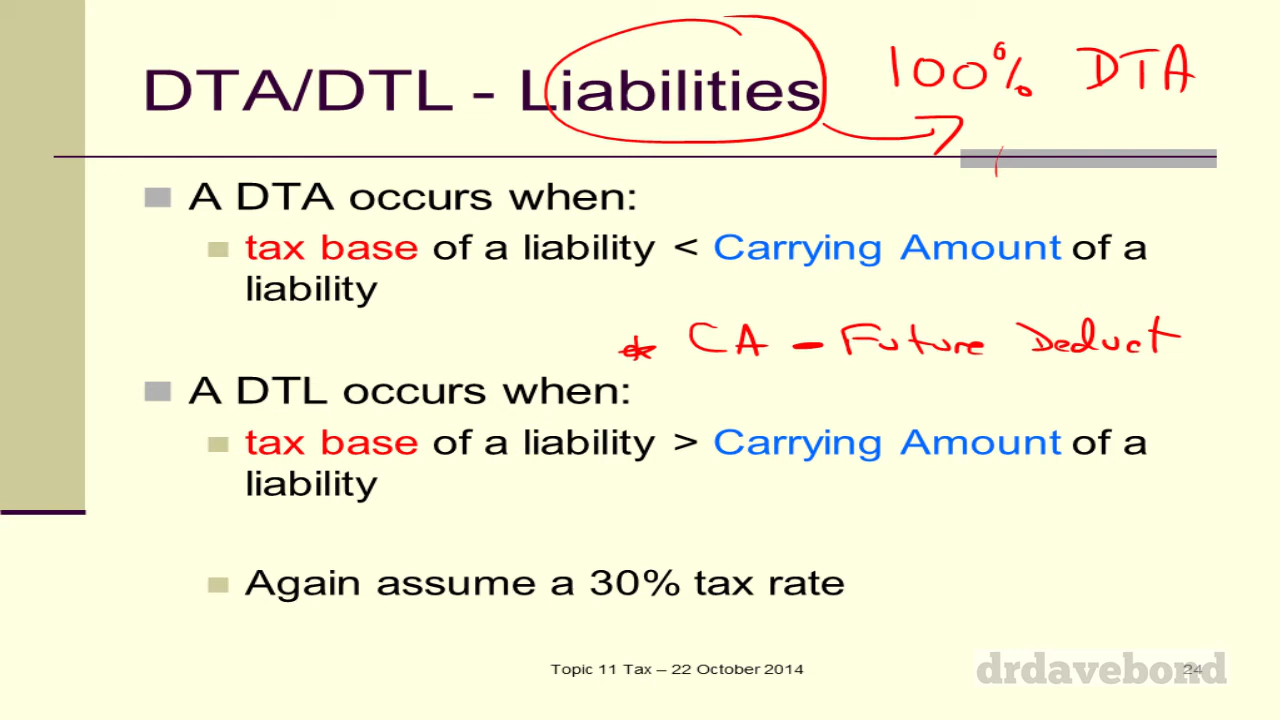 DTA/DTL - Liabilities
100% DTA
A DTA occurs when:
tax base of a liability < Carrying Amount of a
liability
* CA - Future Deduct
A DTL occurs when:
tax base of a liability > Carrying Amount of a
liability
Again assume a 30% tax rate
Topic 11 Tax – 22 October 2014
drdavebond
24